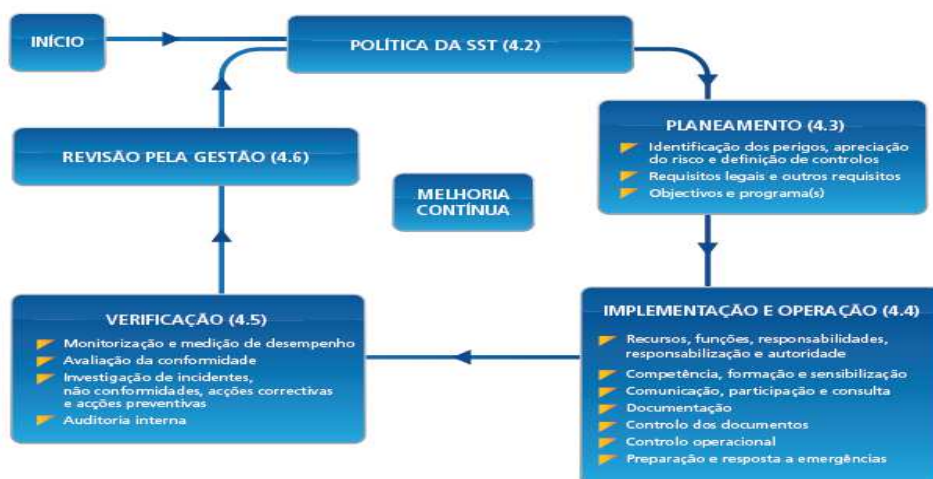 INÍCIO
POLÍTICA DA SST (4.2)
PLANEAMENTO (4.3)
Identificação dos perigos, apreciação
do risco e definição de controlos
Requisitos legais e outros requisitos
Objectivos e programa(s)
REVISÃO PELA GESTÃO (4.6)
MELHORIA
CONTÍNUA
IMPLEMENTAÇÃO E OPERAÇÃO (4.4)
Recursos, funções, responsabilidades,
responsabilização e autoridade
Competência, formação e sensibilização
Comunicação, participação e consulta
Documentação
Controlo dos documentos
Controlo operacional
Preparação e resposta a emergências
VERIFICAÇÃO (4.5)
Monitorização e medição de desempenho
Avaliação da conformidade
Investigação de incidentes,
não conformidades, acções correctivas
e acções preventivas
Auditoria interna